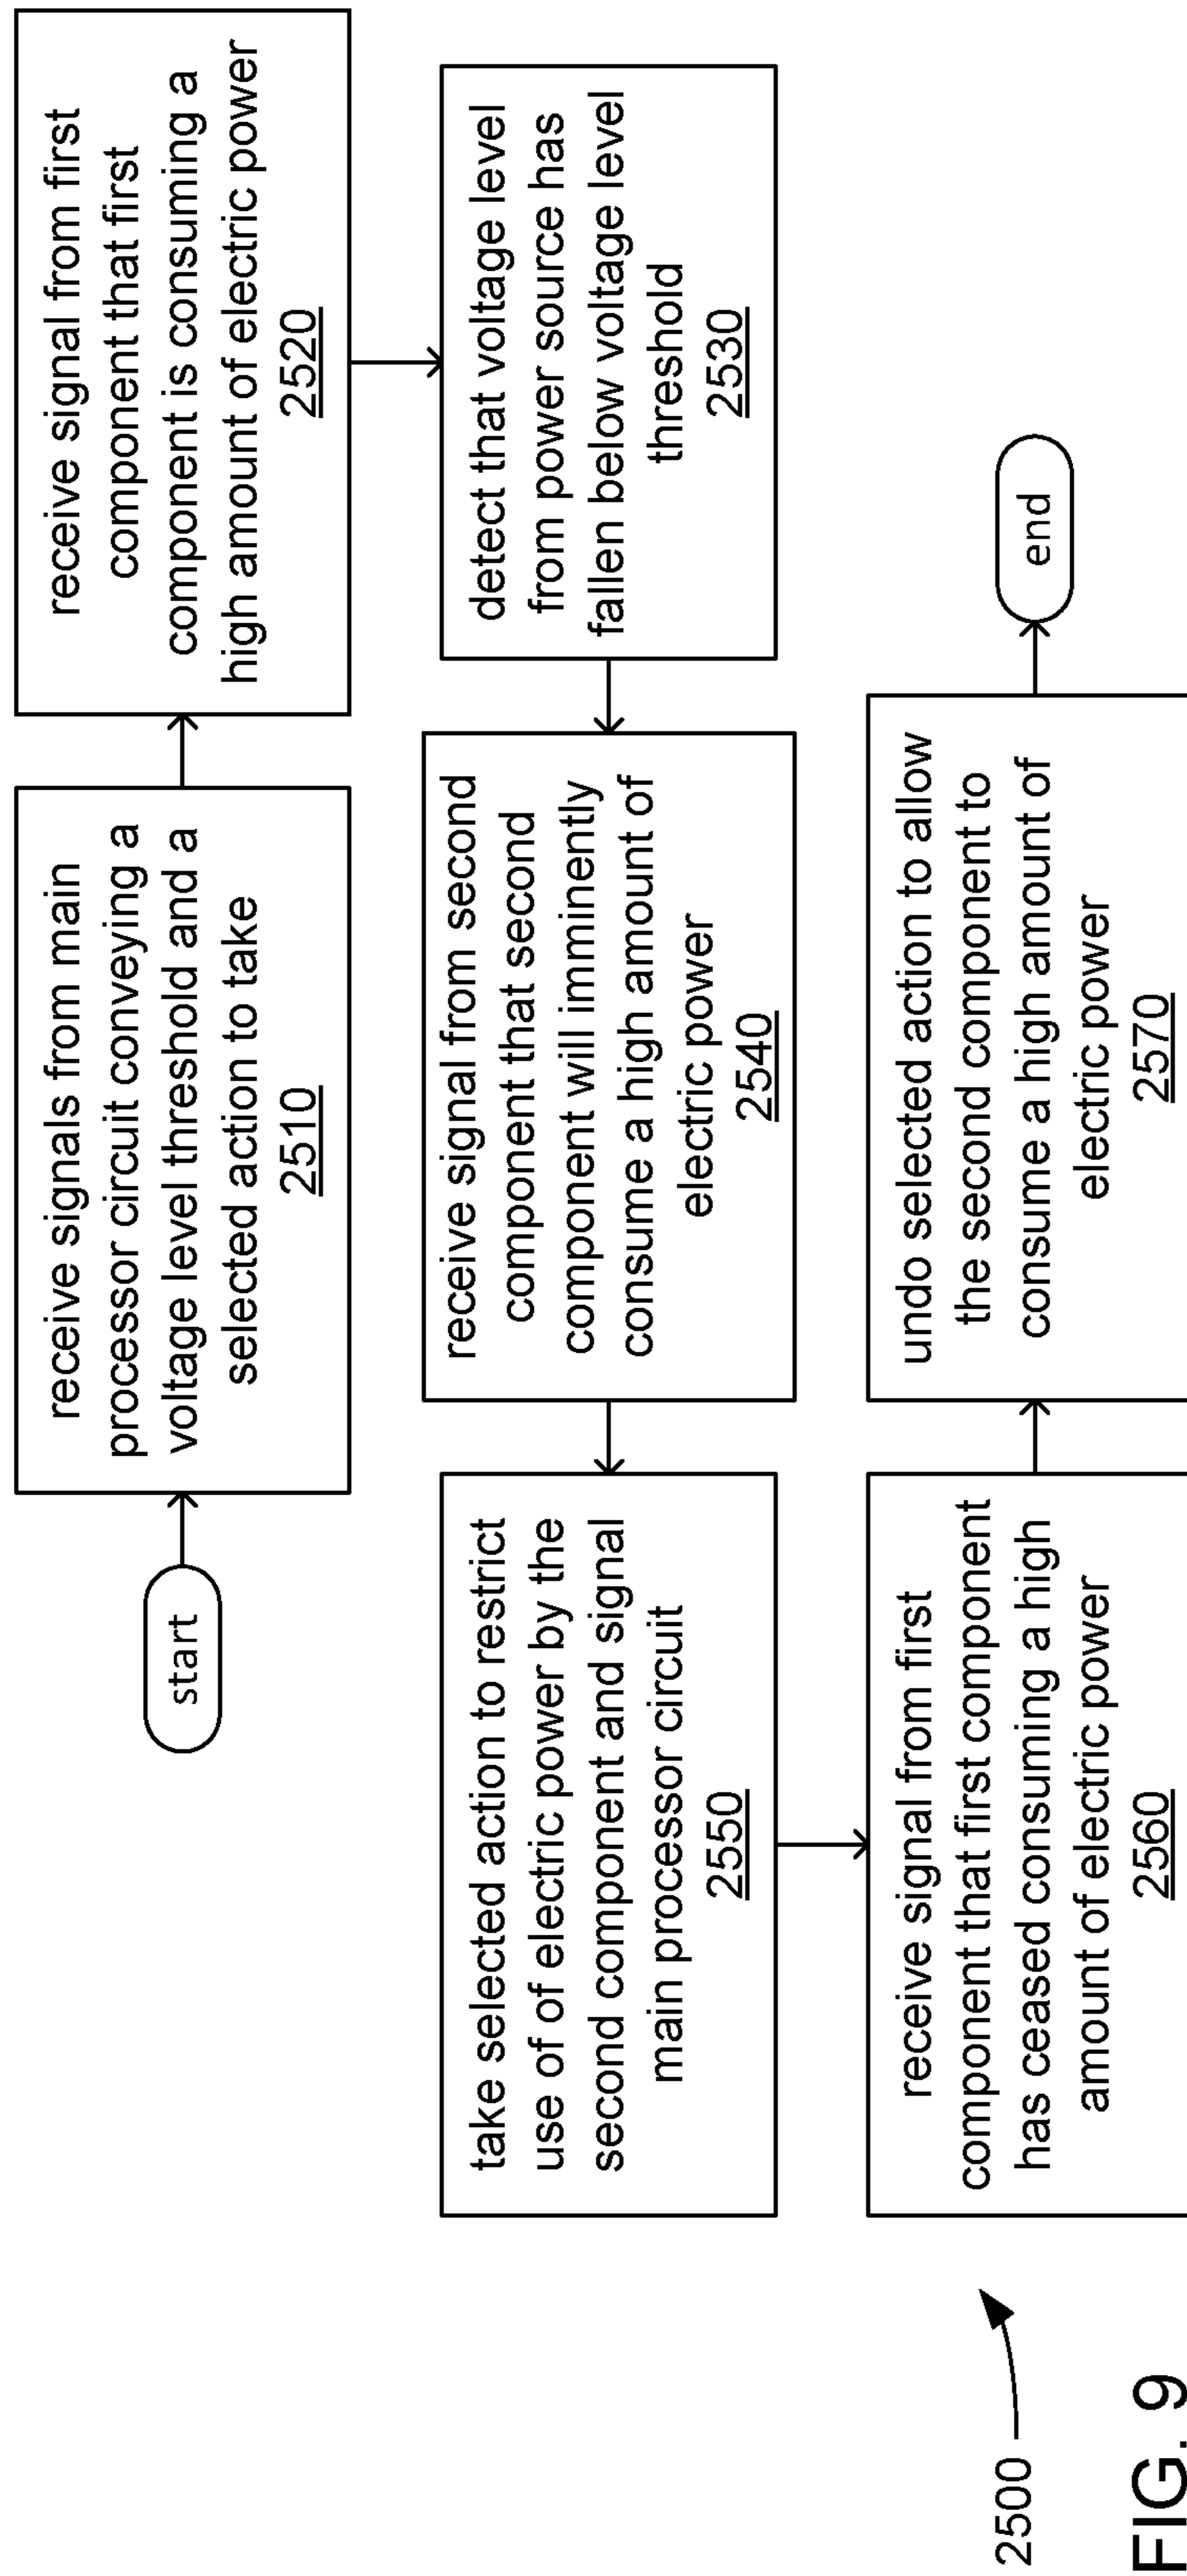 start
receive signals from main
processor circuit conveying a
voltage level threshold and a
selected action to take
2510
receive signal from first
component that first
component is consuming a
high amount of electric power
2520
detect that voltage level
from power source has
fallen below voltage level
threshold
2530
receive signal from second
component that second
component will imminently
consume a high amount of
electric power
2540
take selected action to restrict
use of of electric power by the
second component and signal
main processor circuit
2550
receive signal from first
component that first component
has ceased consuming a high
amount of electric power
2560
undo selected action to allow
the second component to
consume a high amount of
electric power
2570
end
2500
FIG. 9